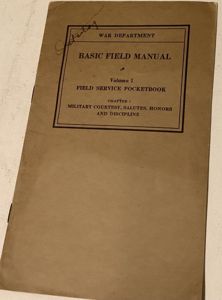 WAR DEPARTMENT
BASIC FIELD MANUAL
Volume I
FIELD SERVICE POCKETBOOK
CHAPTER 1
MILITARY COURTESY, SALUTES, HONORS
AND DISCIPLINE